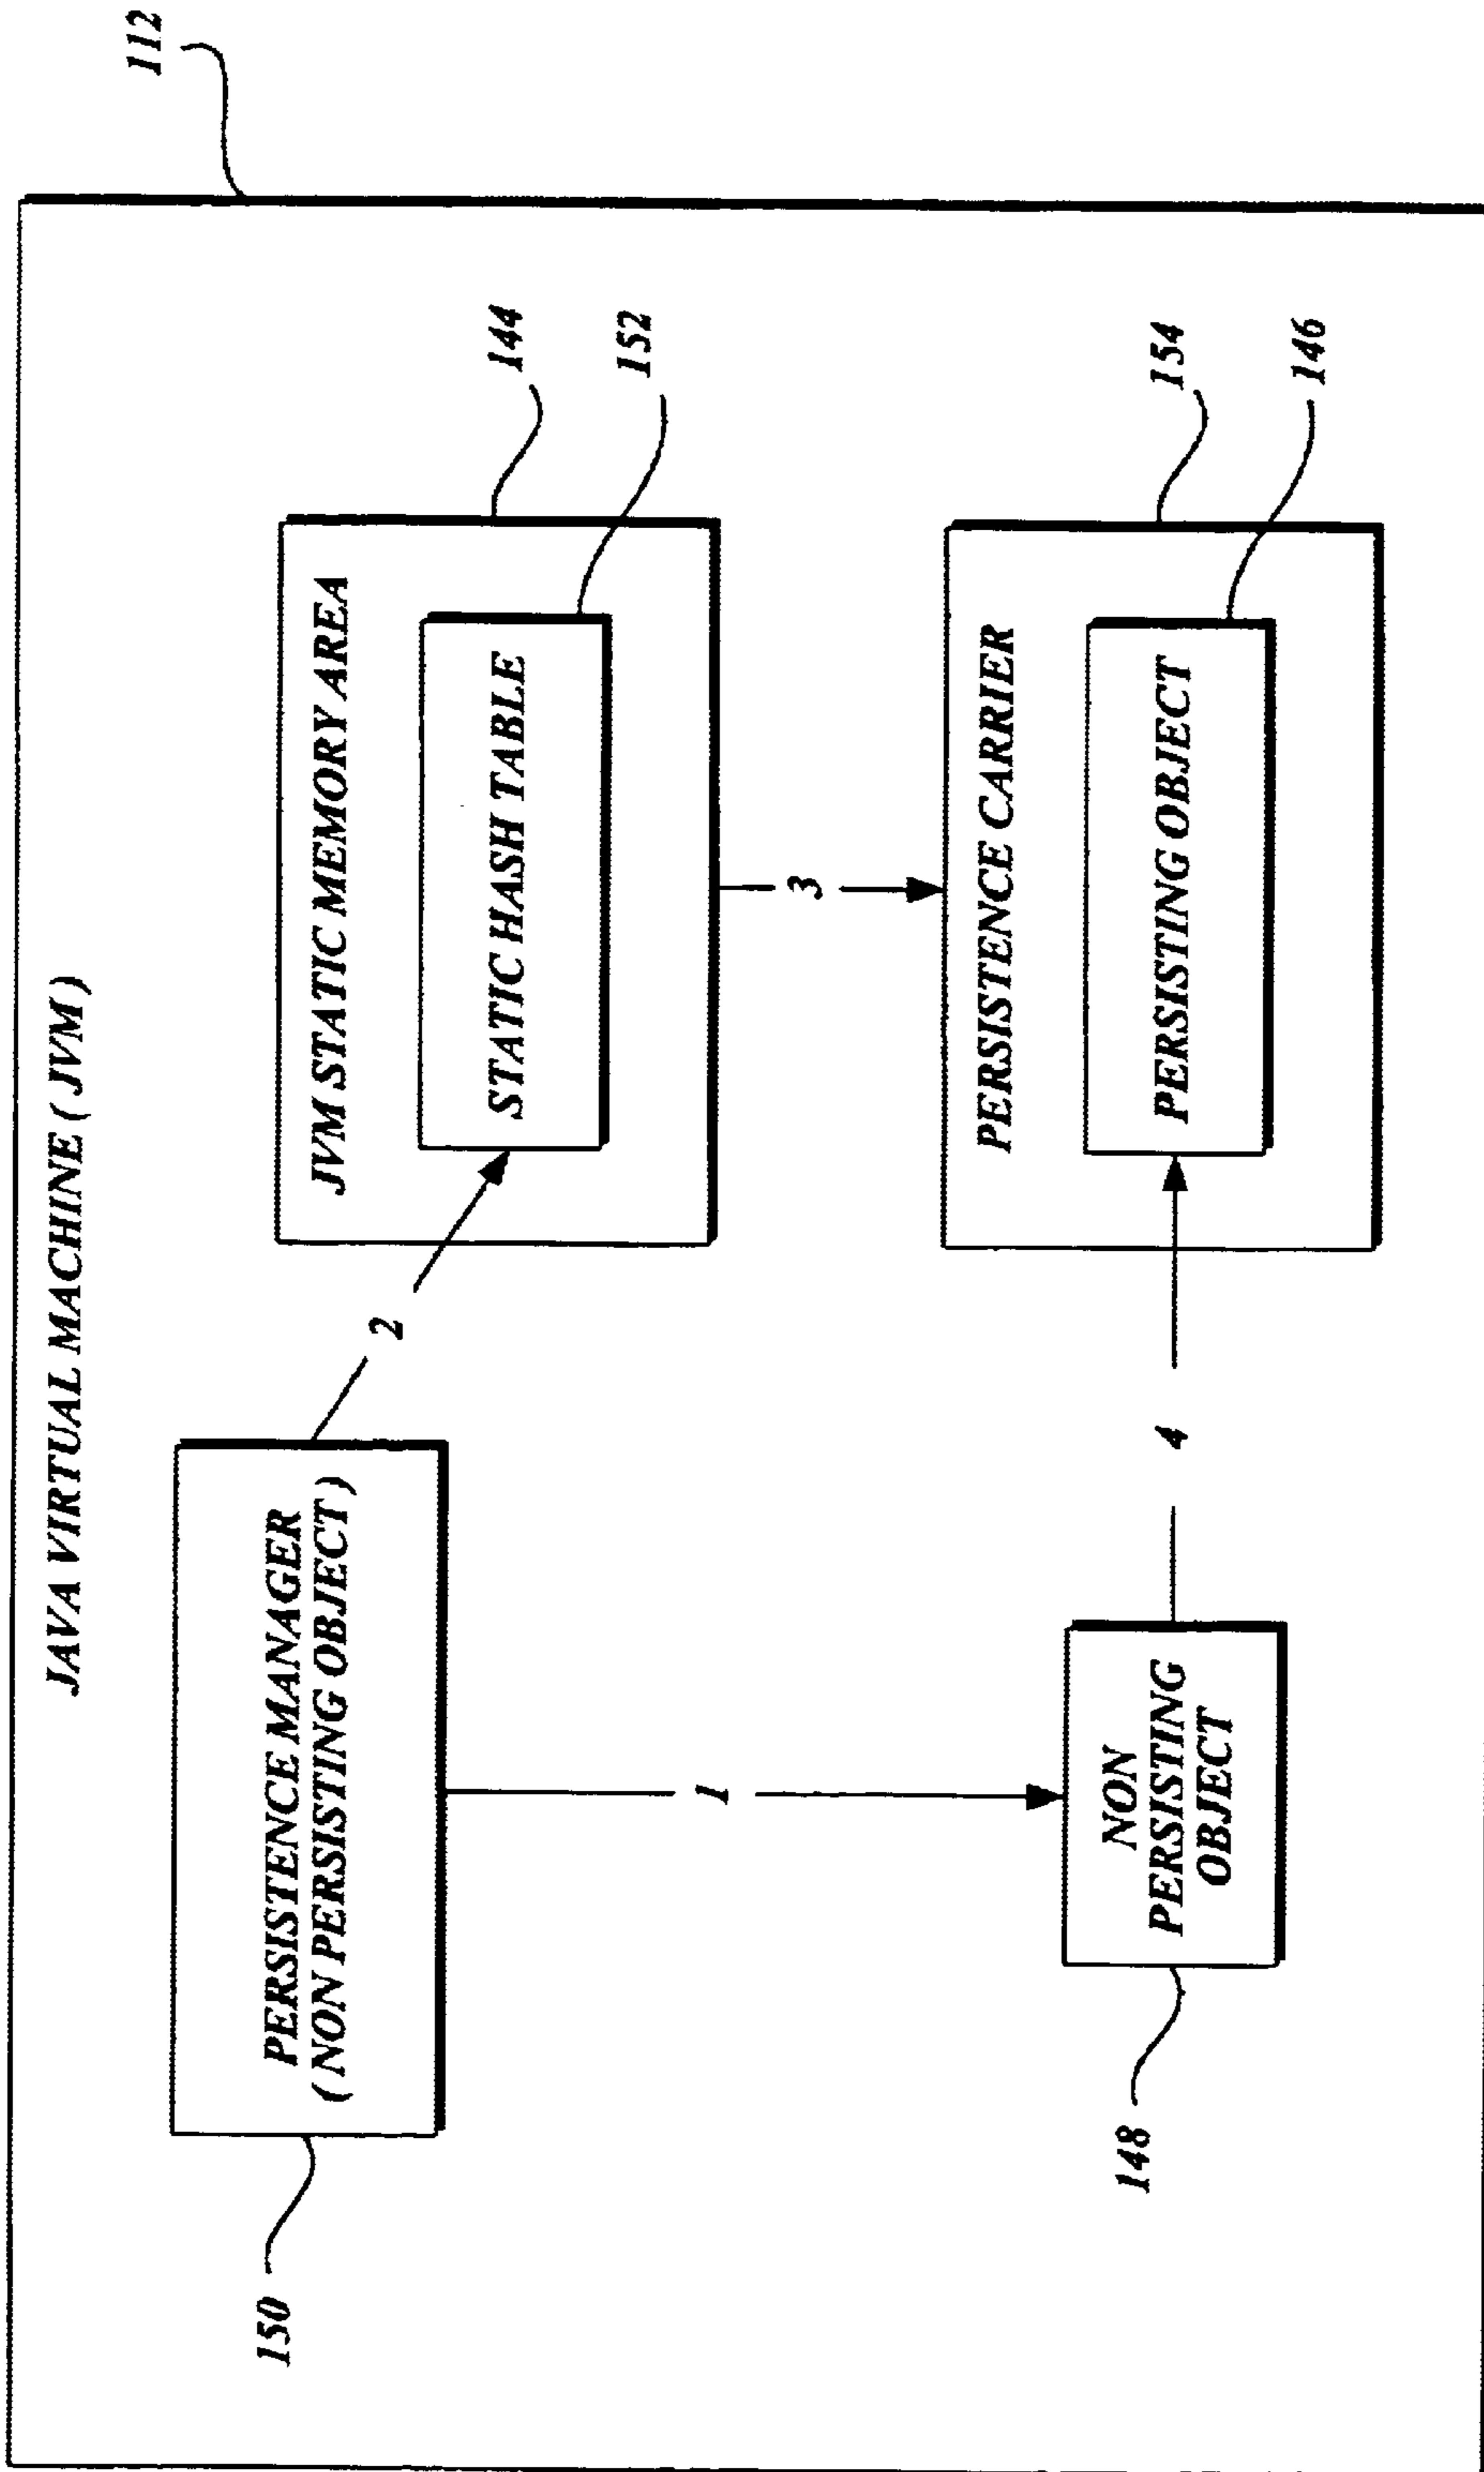 JAVA VIRTUAL MACHINE ( JVM )
112
PERSISTENCE MANAGER
( NON PERSISTING OBJECT )
150
2
JVM STATIC MEMORY AREA
STATIC HASH TABLE
144
152
1
3
NON
PERSISTING
OBJECT
148
4
PERSISTENCE CARRIER
PERSISTING OBJECT
154
146